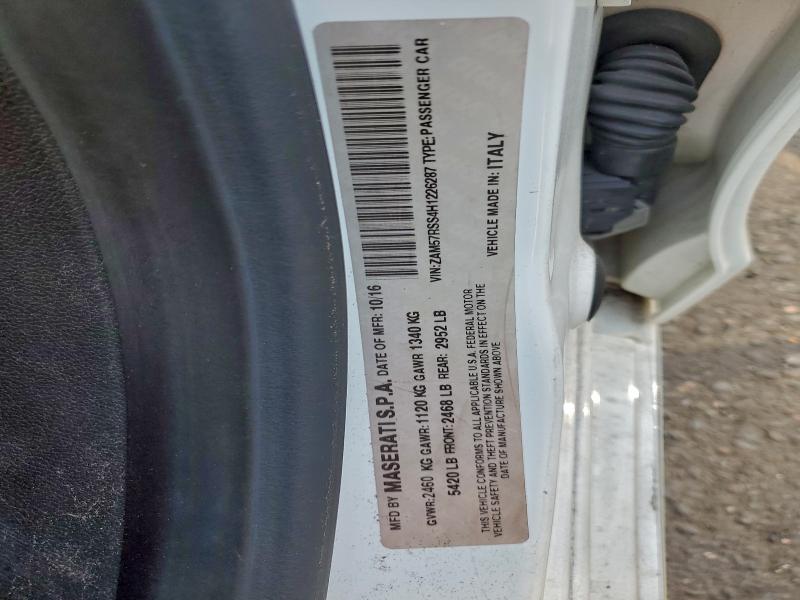 MFD BY MASERATI S.P.A. DATE OF MFR: 10/16
GVWR:2460 KG GAWR:1120 KG GAWR 1340 KG
5420 LB FRONT:2468 LB REAR: 2952 LB
VIN:ZAM57RSS4H1226287 TYPE:PASSENGER CAR
THIS VEHICLE CONFORMS TO ALL APPLICABLE U.S.A. FEDERAL MOTOR
VEHICLE SAFETY AND THEFT PREVENTION STANDARDS IN EFFECT ON THE
DATE OF MANUFACTURE SHOWN ABOVE
VEHICLE MADE IN: ITALY